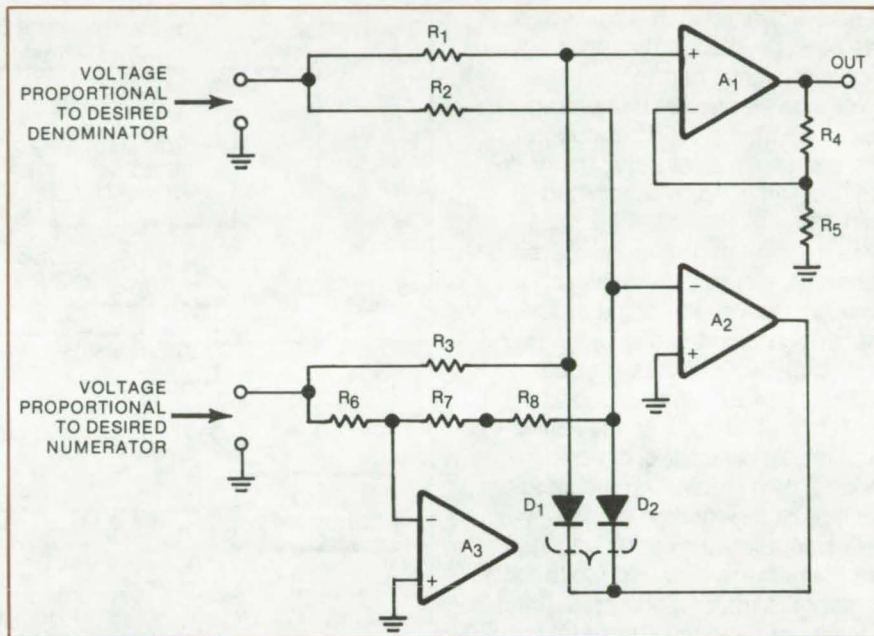 R1
R2
VOLTAGE
PROPORTIONAL
TO DESIRED
DENOMINATOR
+
A1
−
OUT
R4
R5
−
A2
+
R3
VOLTAGE
PROPORTIONAL
TO DESIRED
NUMERATOR
R6
R7
R8
D1
D2
−
A3
+